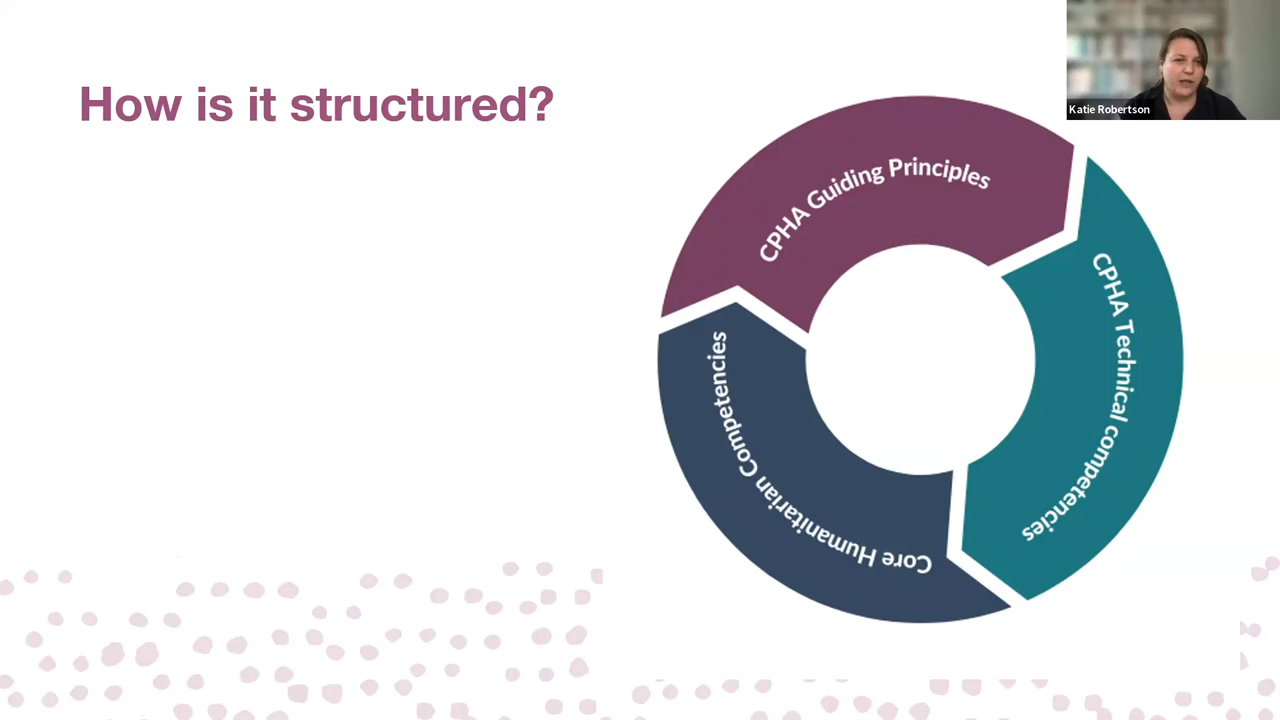 How is it structured?
Katie Robertson
CPHA Guiding Principles
CPHA Technical competencies
Core Humanitarian Competencies